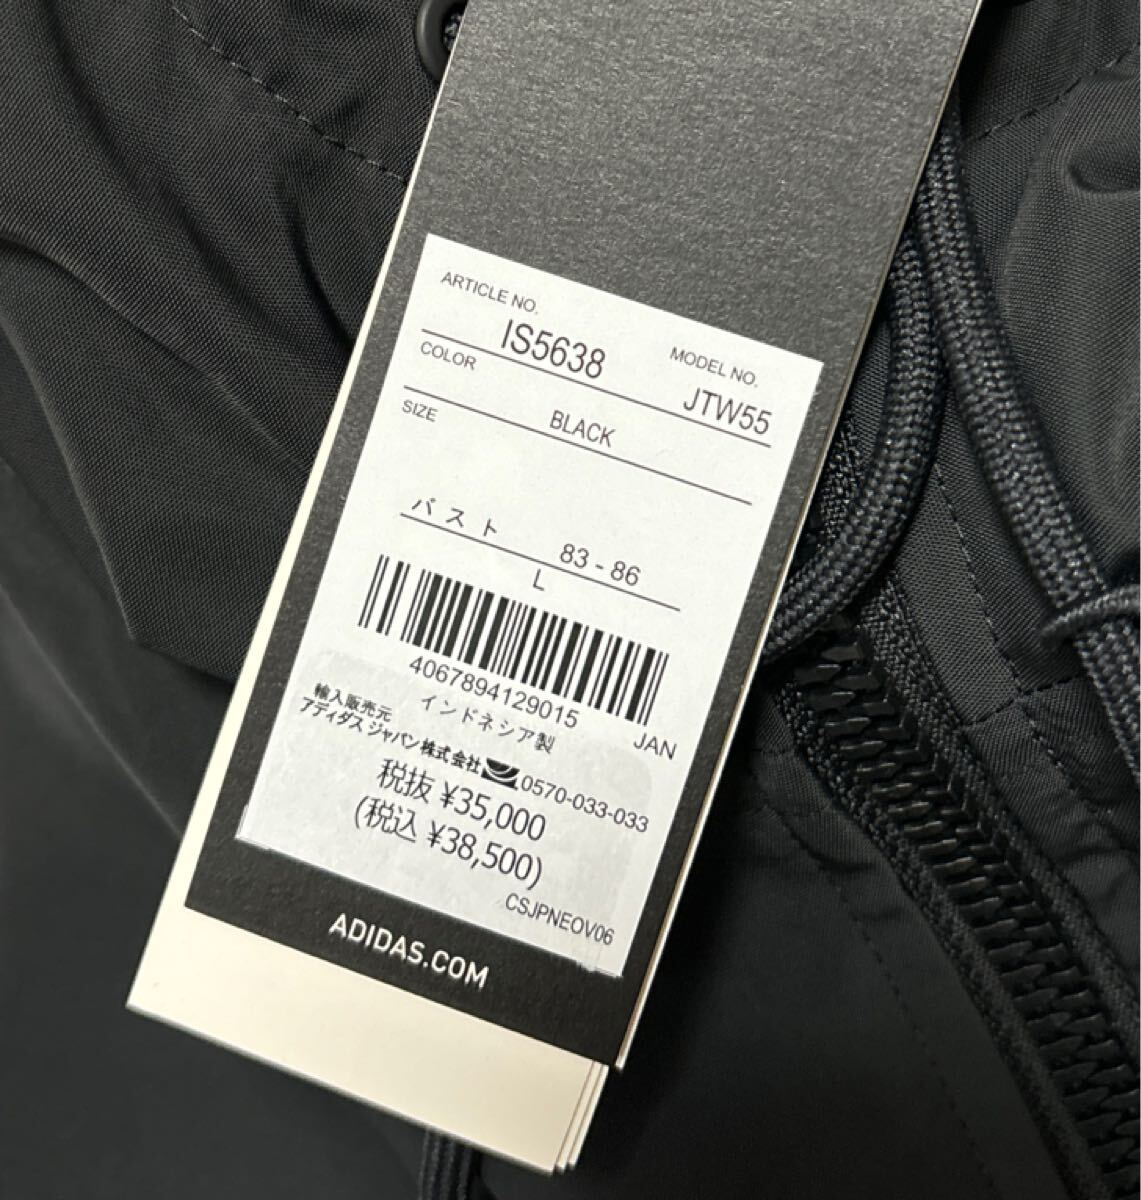 ARTICLE NO.
IS5638
MODEL NO.
JTW55
COLOR
BLACK
SIZE
バスト
83 - 86
L
4067894129015
インドネシア製
JAN
輸入販売元
アディダス ジャパン株式会社
0570-033-033
税抜 ¥35,000
(税込 ¥38,500)
CSJPNEOV06
ADIDAS.COM